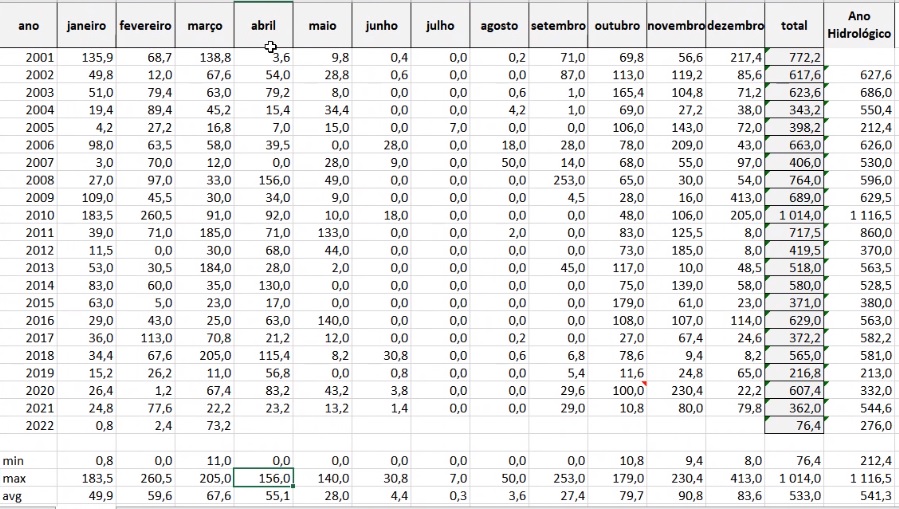 ano janeiro fevereiro março abril maio junho julho agosto setembro outubro novembro dezembro total Ano Hidrológico
2001 135,9 68,7 138,8 3,6 9,8 0,4 0,0 0,2 71,0 69,8 56,6 217,4 772,2
2002 49,8 12,0 67,6 54,0 28,8 0,6 0,0 0,0 87,0 113,0 119,2 85,6 617,6 627,6
2003 51,0 79,4 63,0 79,2 8,0 0,0 0,0 0,6 1,0 165,4 104,8 71,2 623,6 686,0
2004 19,4 89,4 45,2 15,4 34,4 0,0 0,0 4,2 1,0 69,0 27,2 38,0 343,2 550,4
2005 4,2 27,2 16,8 7,0 15,0 0,0 7,0 0,0 0,0 106,0 143,0 72,0 398,2 212,4
2006 98,0 63,5 58,0 39,5 0,0 28,0 0,0 18,0 28,0 78,0 209,0 43,0 663,0 626,0
2007 3,0 70,0 12,0 0,0 28,8 9,0 0,0 50,0 14,0 68,0 55,0 97,0 406,0 530,0
2008 27,0 97,0 33,0 156,0 49,0 0,0 0,0 0,0 253,0 65,0 30,0 54,0 764,0 596,0
2009 109,0 45,5 30,0 34,0 9,0 0,0 0,0 0,0 4,5 28,0 16,0 413,0 689,0 629,5
2010 183,5 260,5 91,0 92,0 10,0 18,0 0,0 0,0 0,0 48,0 106,0 205,0 1 014,0 1 116,5
2011 39,0 71,0 185,0 71,0 133,0 0,0 0,0 2,0 0,0 83,0 125,5 8,0 717,5 860,0
2012 11,5 0,0 30,0 68,0 44,0 0,0 0,0 0,0 0,0 73,0 185,0 8,0 419,5 370,0
2013 53,0 30,5 184,0 28,0 2,0 0,0 0,0 0,0 45,0 117,0 10,0 48,5 518,0 563,5
2014 83,0 60,0 35,0 130,0 0,0 0,0 0,0 0,0 0,0 75,0 139,0 58,0 580,0 528,5
2015 63,0 5,0 23,0 17,0 0,0 0,0 0,0 0,0 0,0 179,0 61,0 23,0 371,0 380,0
2016 29,0 43,0 25,0 63,0 140,0 0,0 0,0 0,0 0,0 108,0 107,0 114,0 629,0 563,0
2017 36,0 113,0 70,8 21,2 12,0 0,0 0,0 0,2 0,0 27,0 67,4 24,6 372,2 582,2
2018 34,4 67,6 205,0 115,4 8,2 30,8 0,0 0,6 6,8 78,6 9,4 8,2 565,0 581,0
2019 15,2 26,2 11,0 56,8 0,0 0,8 0,0 0,0 5,4 11,6 24,8 65,0 216,8 213,0
2020 26,4 1,2 67,4 83,2 43,2 3,8 0,0 0,0 29,6 100,0 230,4 22,2 607,4 332,0
2021 24,8 77,6 22,2 23,2 13,2 1,4 0,0 0,0 29,0 10,8 80,0 79,8 362,0 544,6
2022 0,8 2,4 73,2 76,4 276,0
min 0,8 0,0 11,0 0,0 0,0 0,0 0,0 0,0 0,0 10,8 9,4 8,0 76,4 212,4
max 183,5 260,5 205,0 156,0 140,0 30,8 7,0 50,0 253,0 179,0 230,4 413,0 1 014,0 1 116,5
avg 49,9 59,6 67,6 55,1 28,0 4,4 0,3 3,6 27,4 79,7 90,8 83,6 533,0 541,3